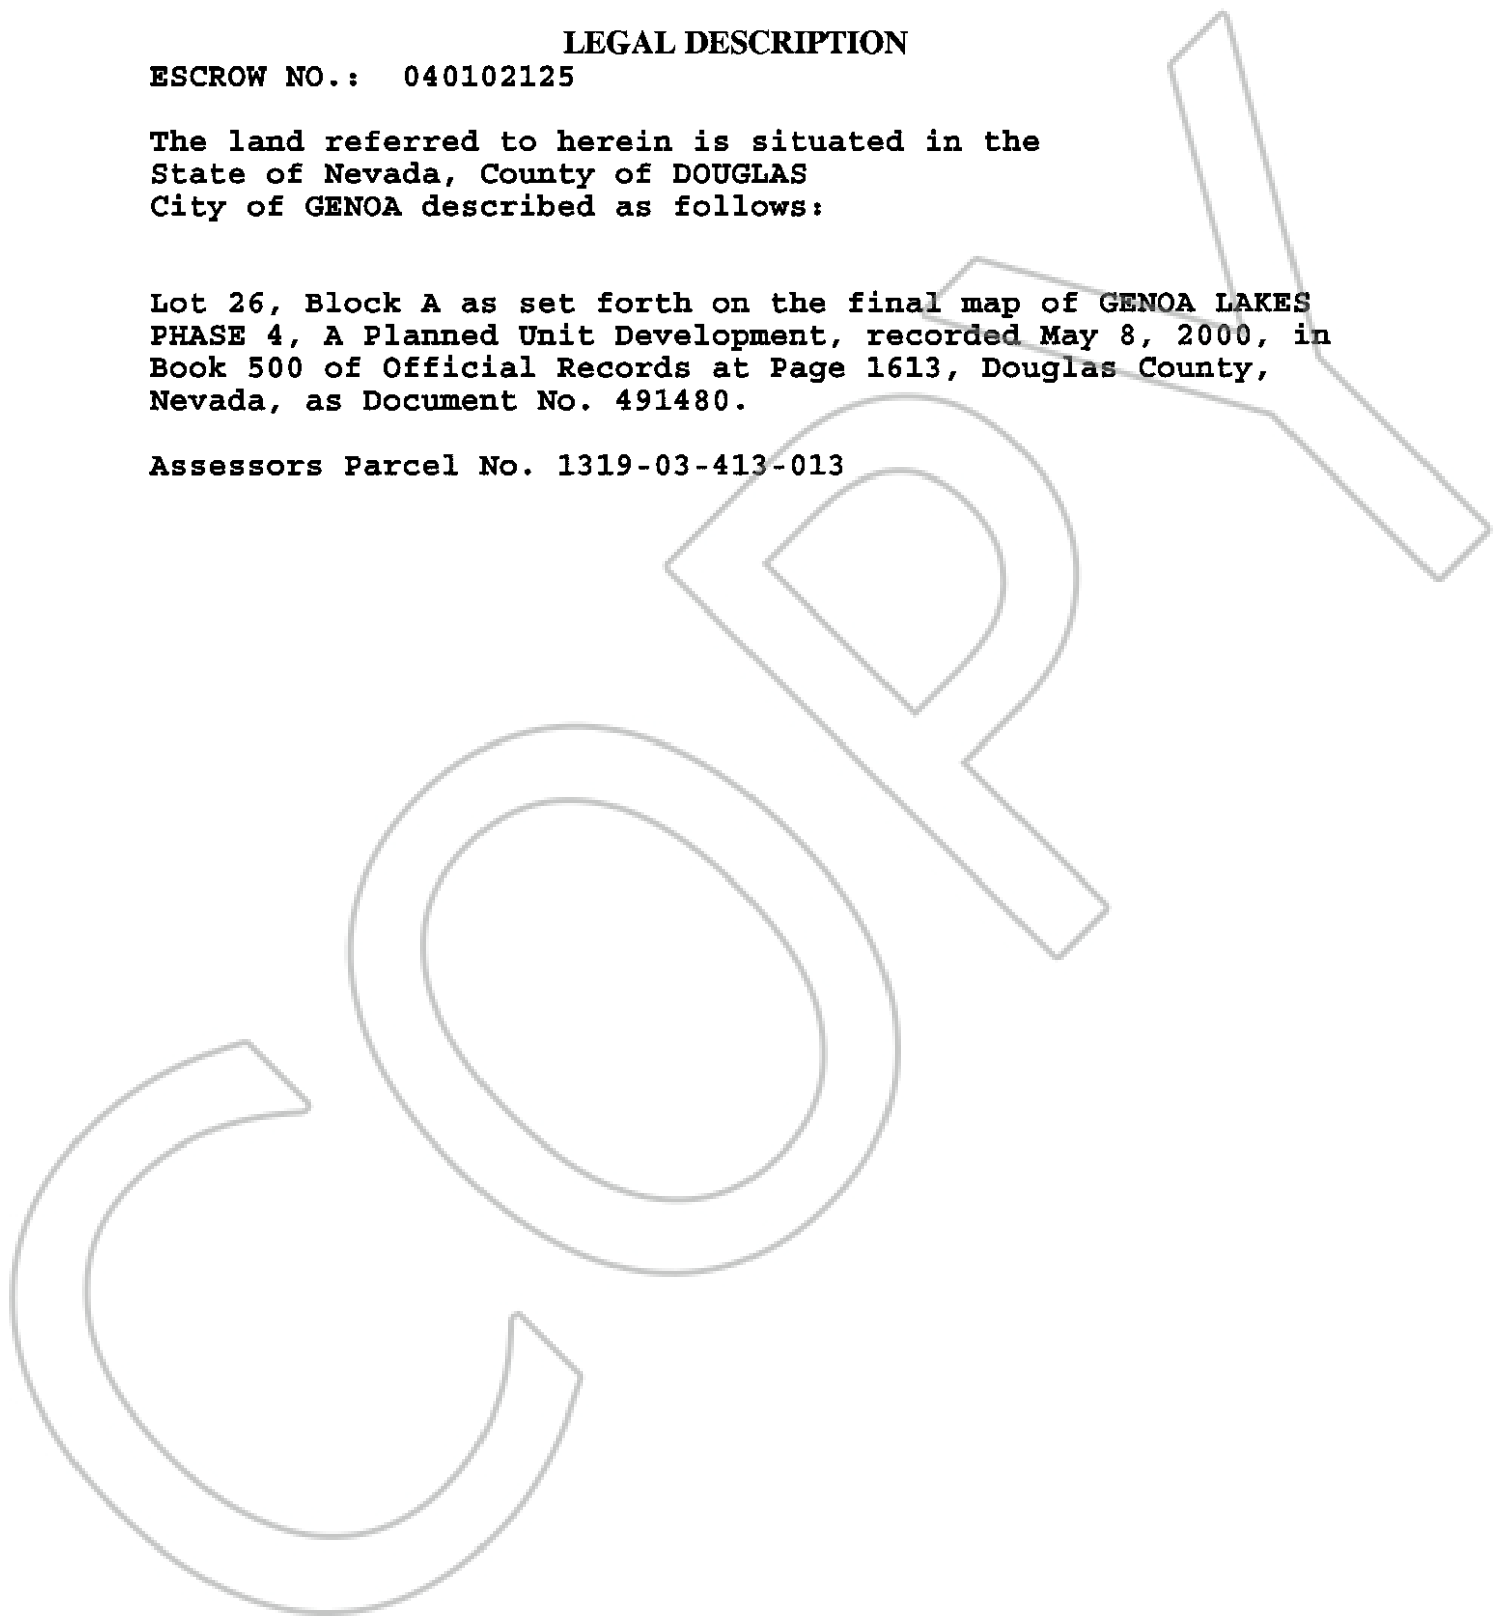 LEGAL DESCRIPTION
ESCROW NO.: 040102125
The land referred to herein is situated in the
State of Nevada, County of DOUGLAS
City of GENOA described as follows:
Lot 26, Block A as set forth on the final map of GENOA LAKES
PHASE 4, A Planned Unit Development, recorded May 8, 2000, in
Book 500 of Official Records at Page 1613, Douglas County,
Nevada, as Document No. 491480.
Assessors Parcel No. 1319-03-413-013
COPY